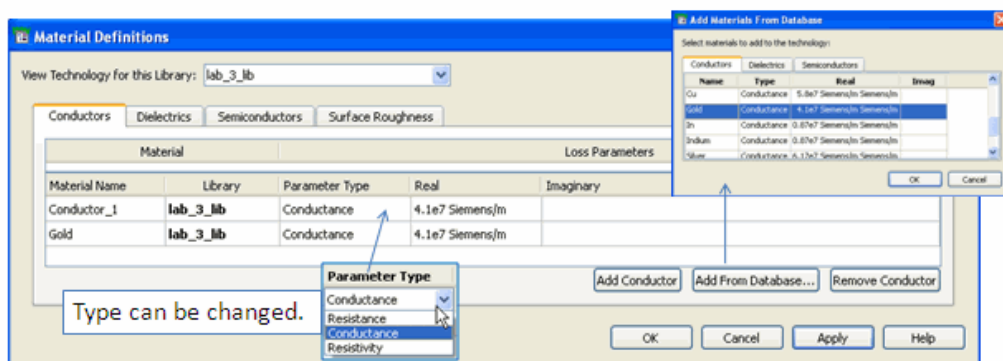 Material Definitions
View Technology for this Library: lab_3_lib
Conductors Dielectrics Semiconductors Surface Roughness
Material Loss Parameters
Material Name Library Parameter Type Real Imaginary
Conductor_1 lab_3_lib Conductance 4.1e7 Siemens/m
Gold lab_3_lib Conductance 4.1e7 Siemens/m
Add Conductor Add From Database... Remove Conductor
OK Cancel Apply Help
Type can be changed.
Parameter Type
Conductance
Resistance
Conductance
Resistivity
Add Materials From Database
Select materials to add to the technology:
Conductors Dielectrics Semiconductors
Name Type Real Imag
Cu Conductance 5.8e7 Siemens/m Siemens/m
Gold Conductance 4.1e7 Siemens/m Siemens/m
In Conductance 0.87e7 Siemens/m Siemens/m
Indium Conductance 0.87e7 Siemens/m Siemens/m
Silver Conductance 6.17e7 Siemens/m Siemens/m
OK Cancel